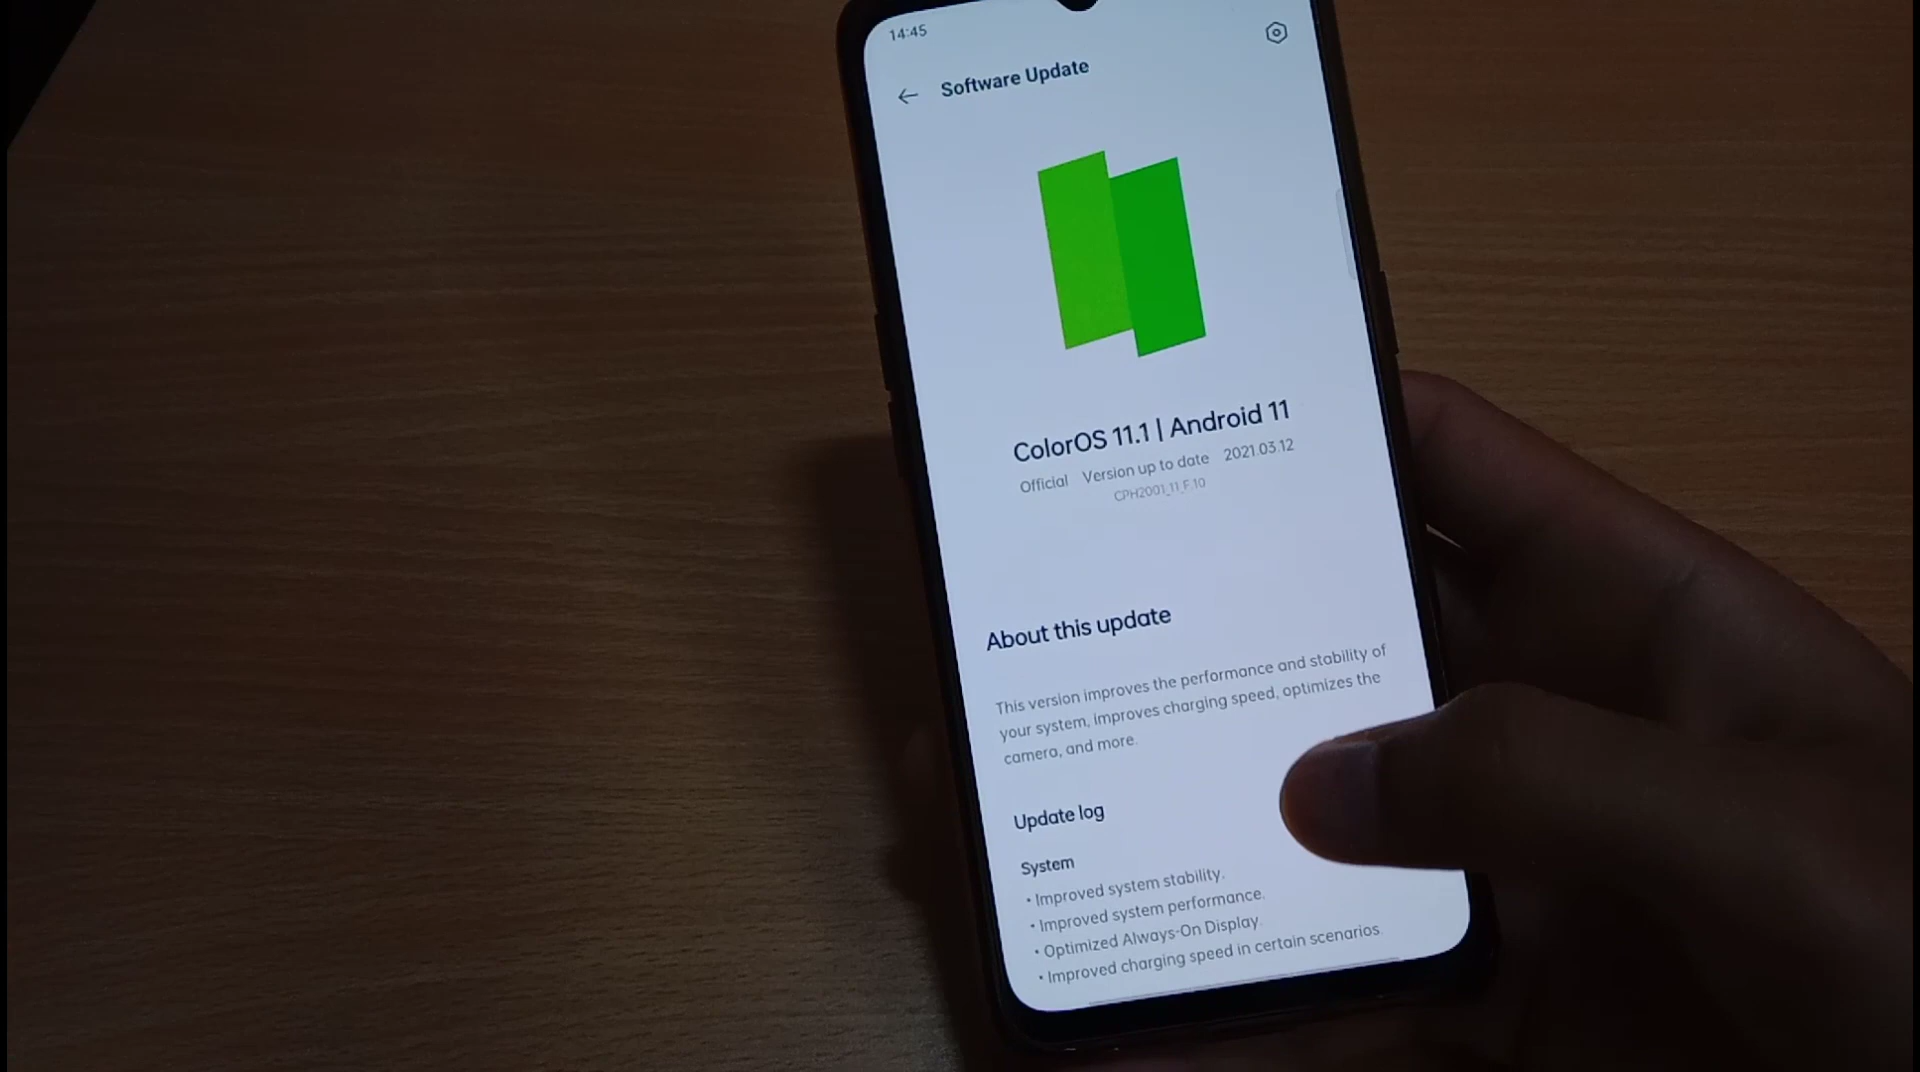 14:45
Software Update
ColorOS 11.1 | Android 11
Official Version up to date 2021.03.12
CPH2001_11_F.10
About this update
This version improves the performance and stability of
your system, improves charging speed, optimizes the
camera, and more.
Update log
System
• Improved system stability.
• Improved system performance.
• Optimized Always-On Display.
• Improved charging speed in certain scenarios.